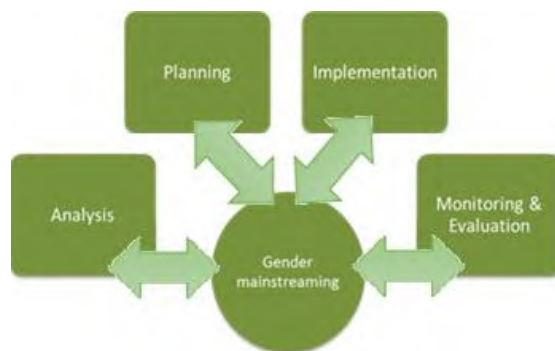 Planning
Implementation
Analysis
Monitoring &
Evaluation
Gender
mainstreaming